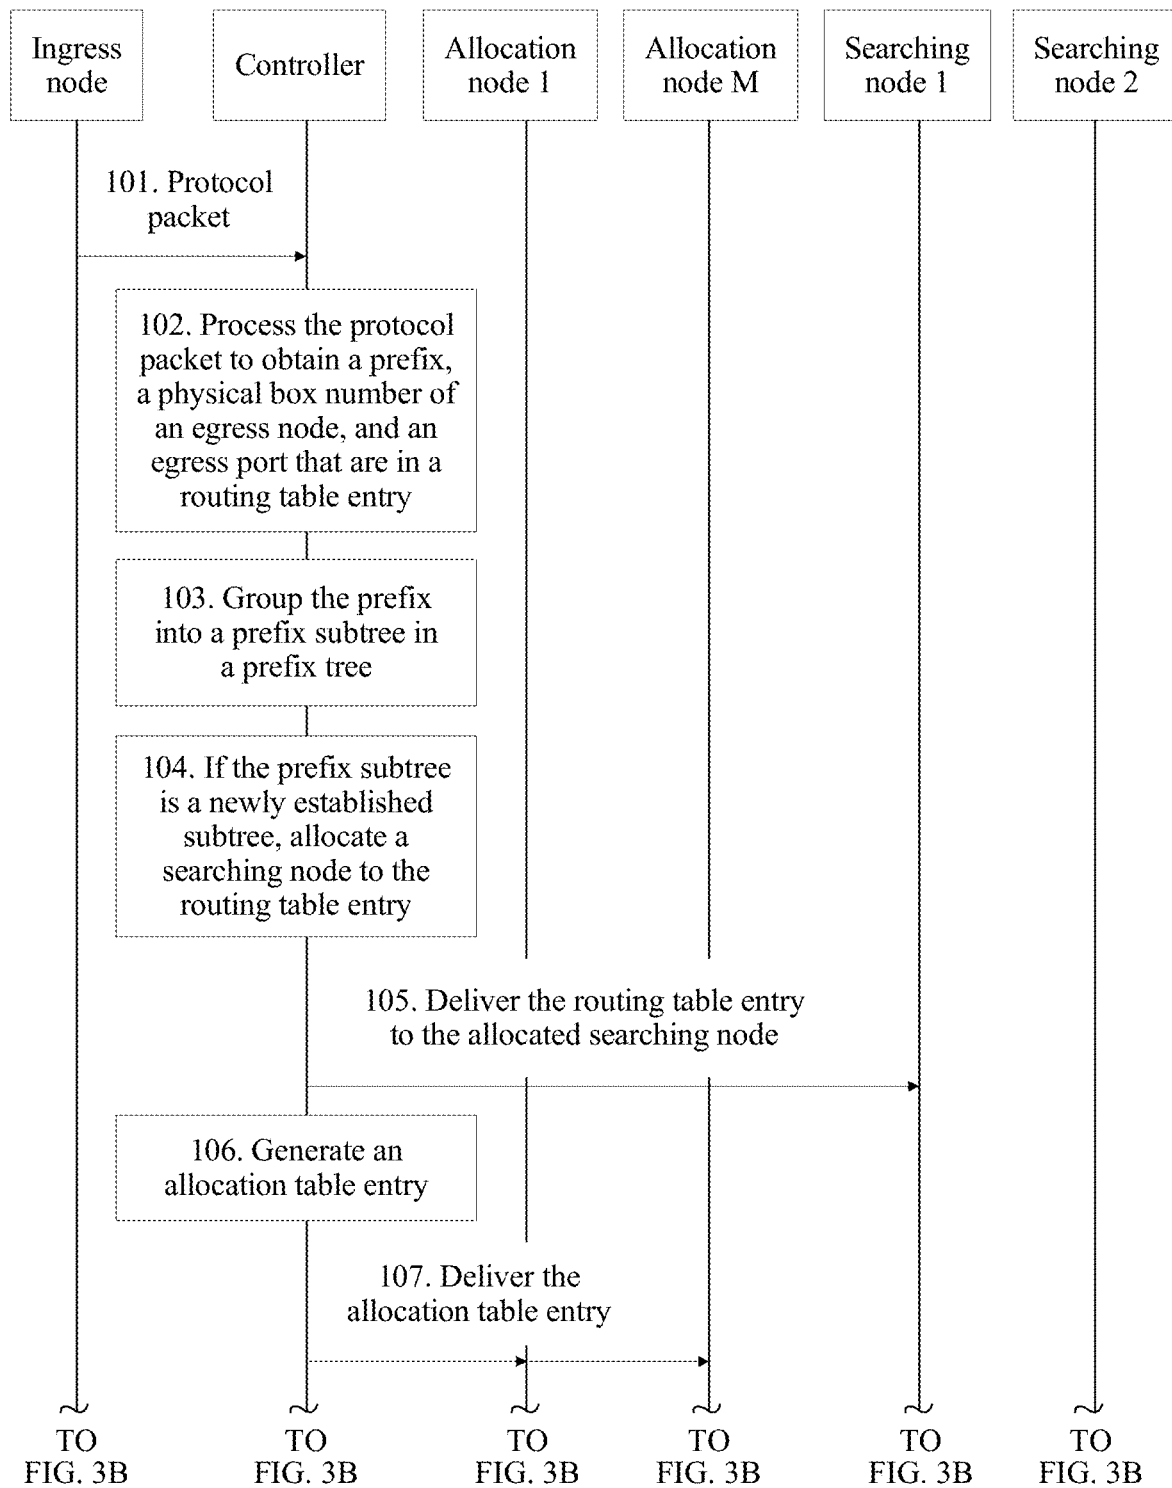 Ingress
node
Controller
Allocation
node 1
Allocation
node M
Searching
node 1
Searching
node 2
101. Protocol
packet
102. Process the protocol
packet to obtain a prefix,
a physical box number of
an egress node, and an
egress port that are in a
routing table entry
103. Group the prefix
into a prefix subtree in
a prefix tree
104. If the prefix subtree
is a newly established
subtree, allocate a
searching node to the
routing table entry
105. Deliver the routing table entry
to the allocated searching node
106. Generate an
allocation table entry
107. Deliver the
allocation table entry
TO
FIG. 3B
TO
FIG. 3B
TO
FIG. 3B
TO
FIG. 3B
TO
FIG. 3B
TO
FIG. 3B